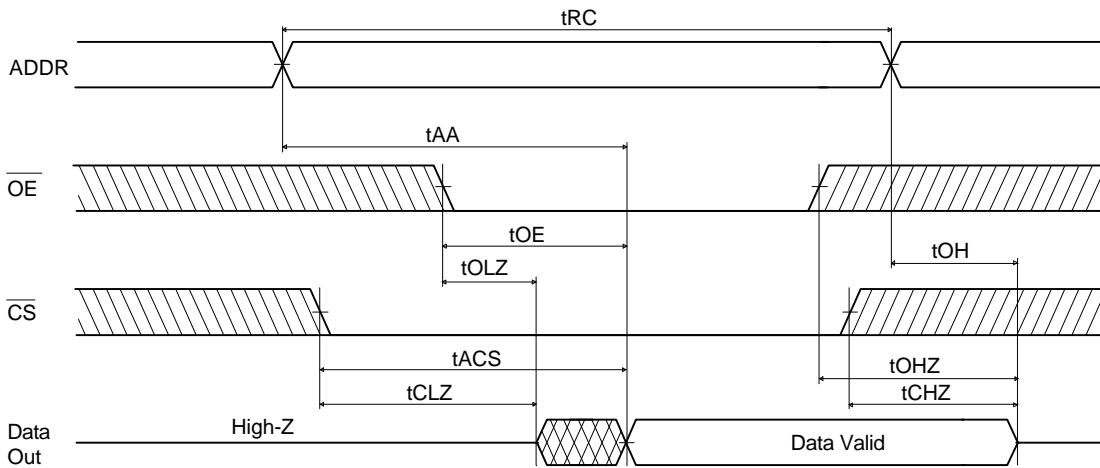 tRC
ADDR
tAA
OE
tOE
tOLZ
tOH
CS
tACS
tOHZ
tCLZ
tCHZ
High-Z
Data
Out
Data Valid